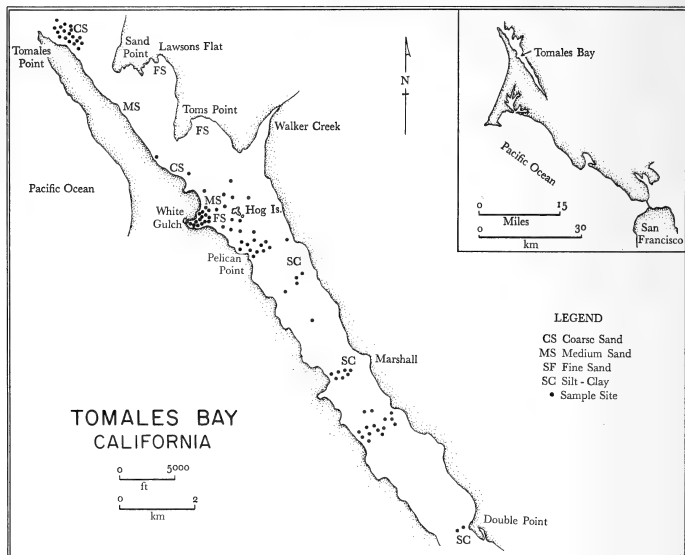 CS
Tomales
Point
Sand
Point
Lawsons Flat
FS
MS
Toms Point
FS
Walker Creek
N
CS
Pacific Ocean
MS
White
Gulch
FS
Hog Is.
Pelican
Point
SC
SC
Marshall
TOMALES BAY
CALIFORNIA
0 5000
ft
0 2
km
Double Point
SC
Tomales Bay
Pacific Ocean
0 15
Miles
0 30
km
San
Francisco
LEGEND
CS Coarse Sand
MS Medium Sand
SF Fine Sand
SC Silt - Clay
• Sample Site